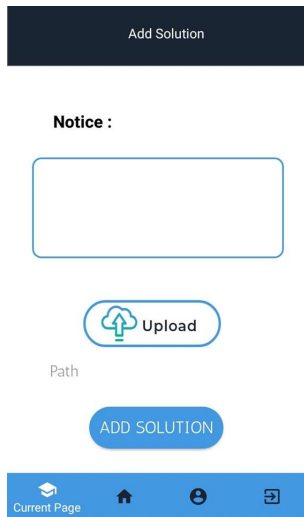 Add Solution
Notice :
Upload
Path
ADD SOLUTION
Current Page